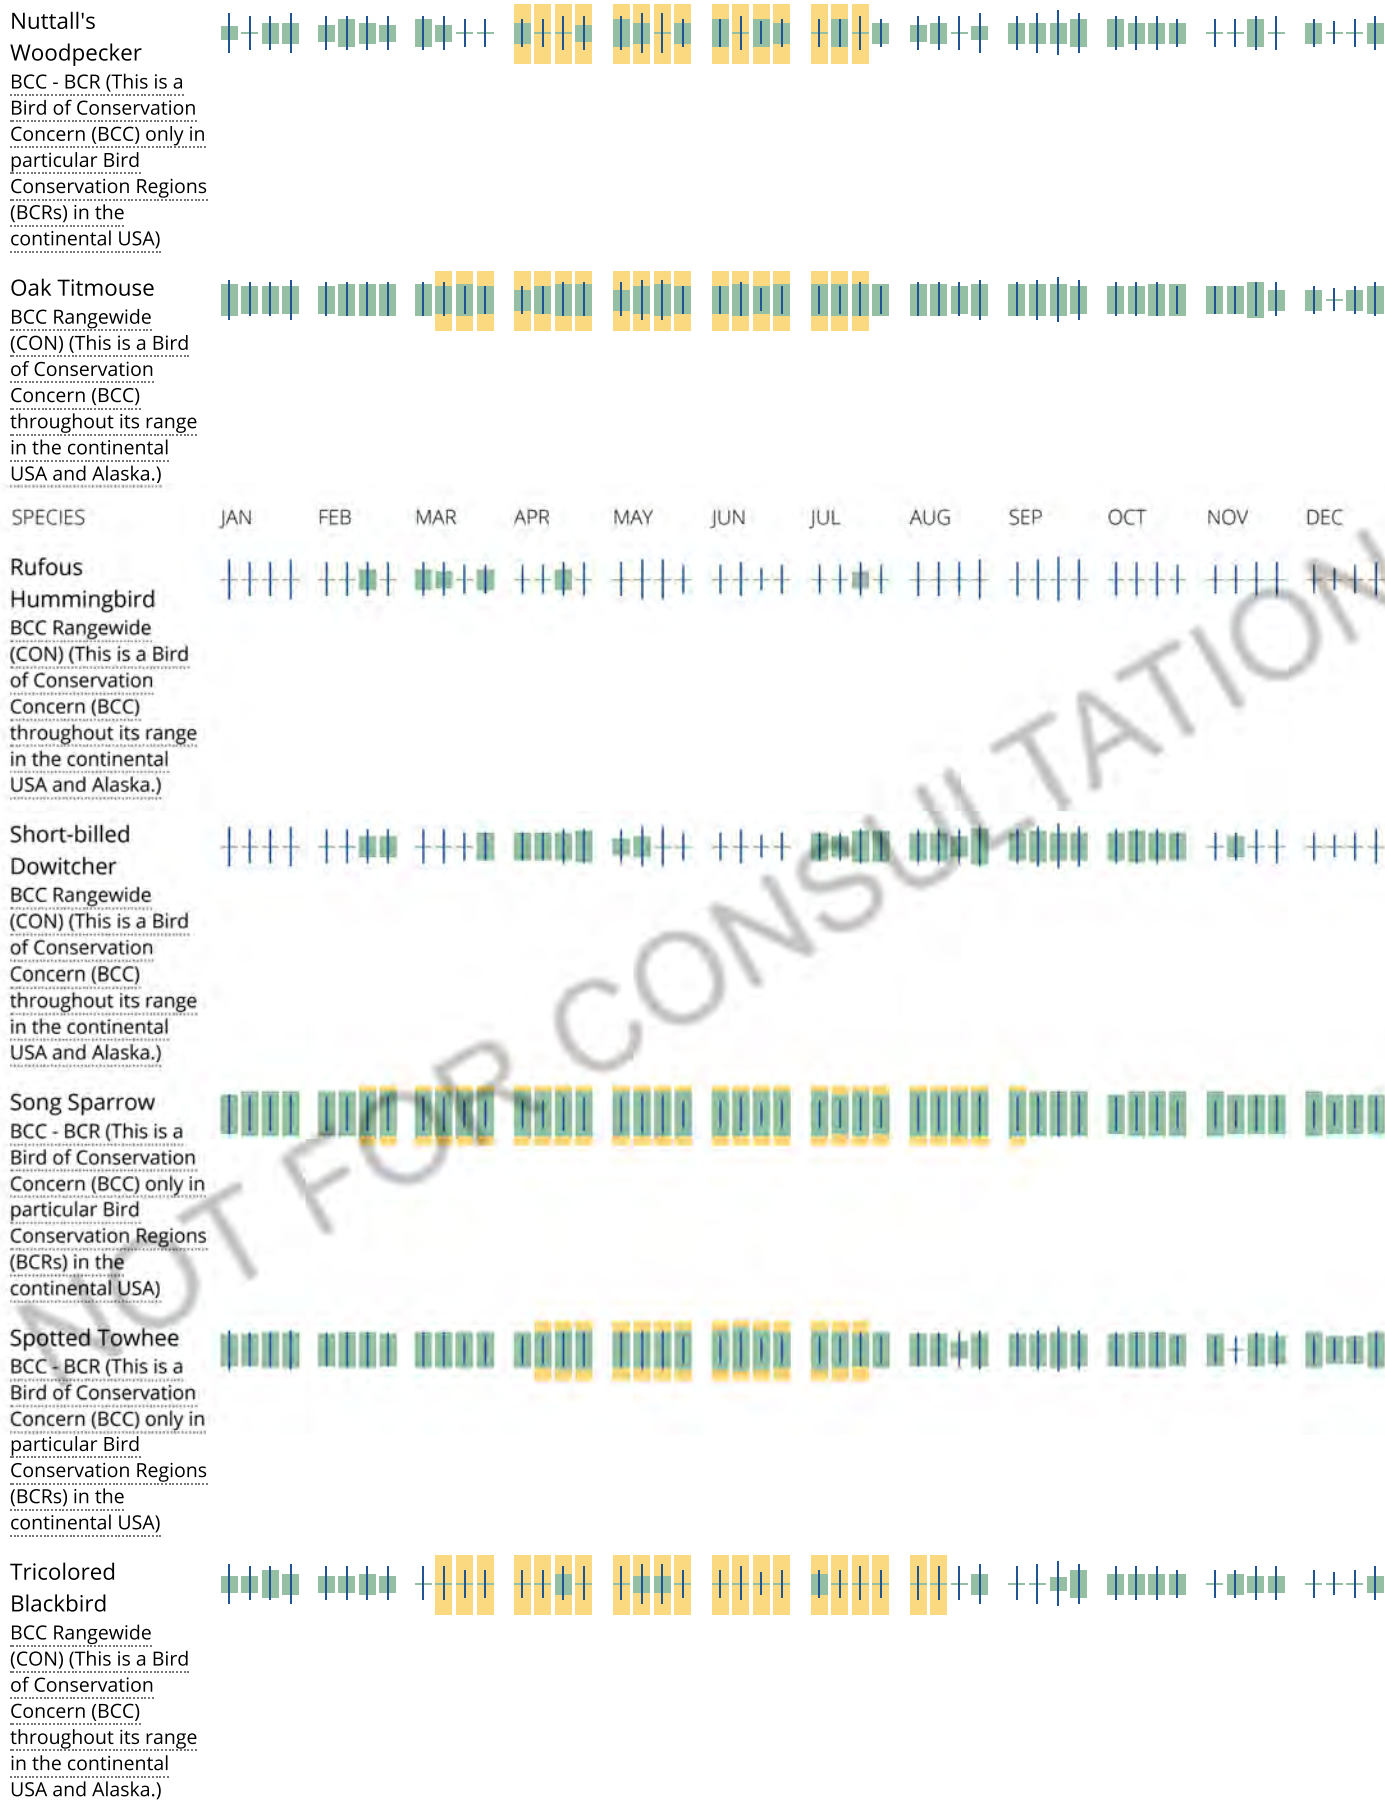 Nuttall's
Woodpecker
BCC - BCR (This is a
Bird of Conservation
Concern (BCC) only in
particular Bird
Conservation Regions
(BCRs) in the
continental USA)
Oak Titmouse
BCC Rangewide
(CON) (This is a Bird
of Conservation
Concern (BCC)
throughout its range
in the continental
USA and Alaska.)
SPECIES JAN FEB MAR APR MAY JUN JUL AUG SEP OCT NOV DEC
Rufous
Hummingbird
BCC Rangewide
(CON) (This is a Bird
of Conservation
Concern (BCC)
throughout its range
in the continental
USA and Alaska.)
Short-billed
Dowitcher
BCC Rangewide
(CON) (This is a Bird
of Conservation
Concern (BCC)
throughout its range
in the continental
USA and Alaska.)
Song Sparrow
BCC - BCR (This is a
Bird of Conservation
Concern (BCC) only in
particular Bird
Conservation Regions
(BCRs) in the
continental USA)
Spotted Towhee
BCC - BCR (This is a
Bird of Conservation
Concern (BCC) only in
particular Bird
Conservation Regions
(BCRs) in the
continental USA)
Tricolored
Blackbird
BCC Rangewide
(CON) (This is a Bird
of Conservation
Concern (BCC)
throughout its range
in the continental
USA and Alaska.)
NOT FOR CONSULTATION